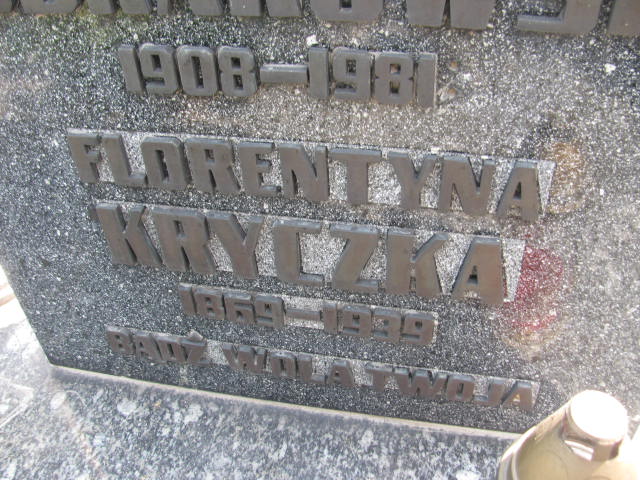 1908-1981
FLORENTYNA
KRYCZKA
1869-1939
BĄDŹ WOLA TWOJA